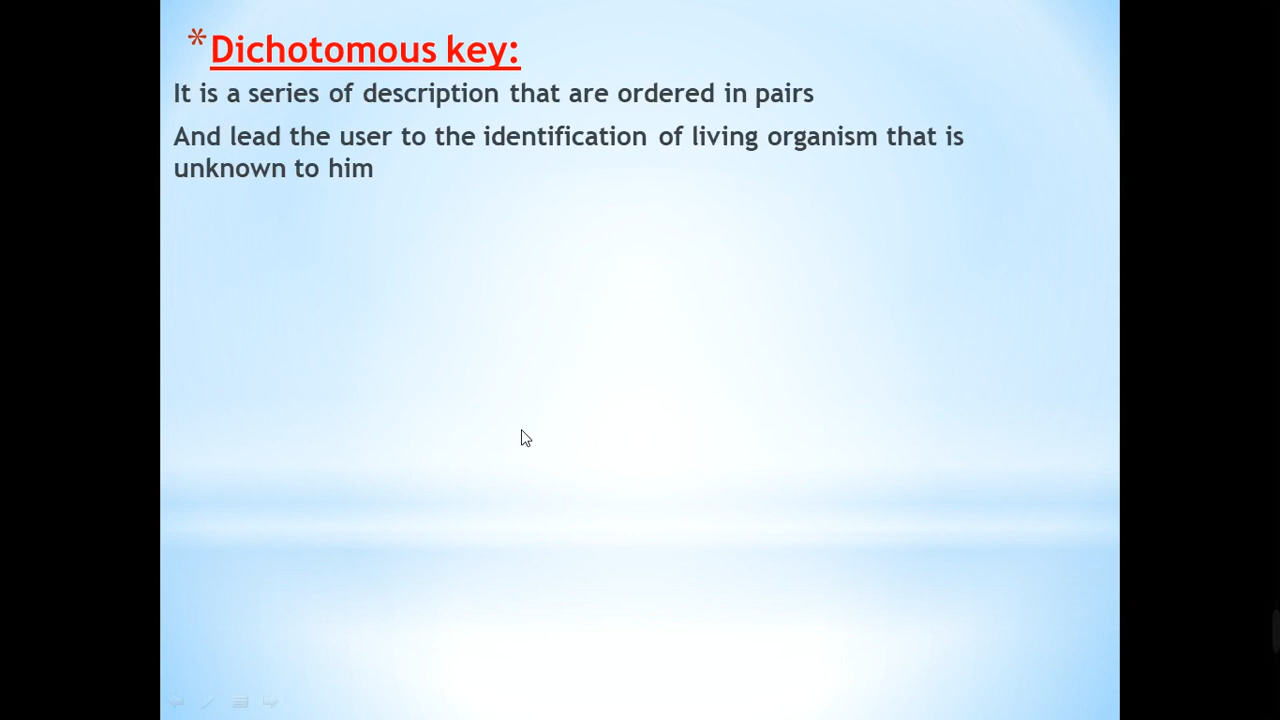 * Dichotomous key:
It is a series of description that are ordered in pairs
And lead the user to the identification of living organism that is
unknown to him